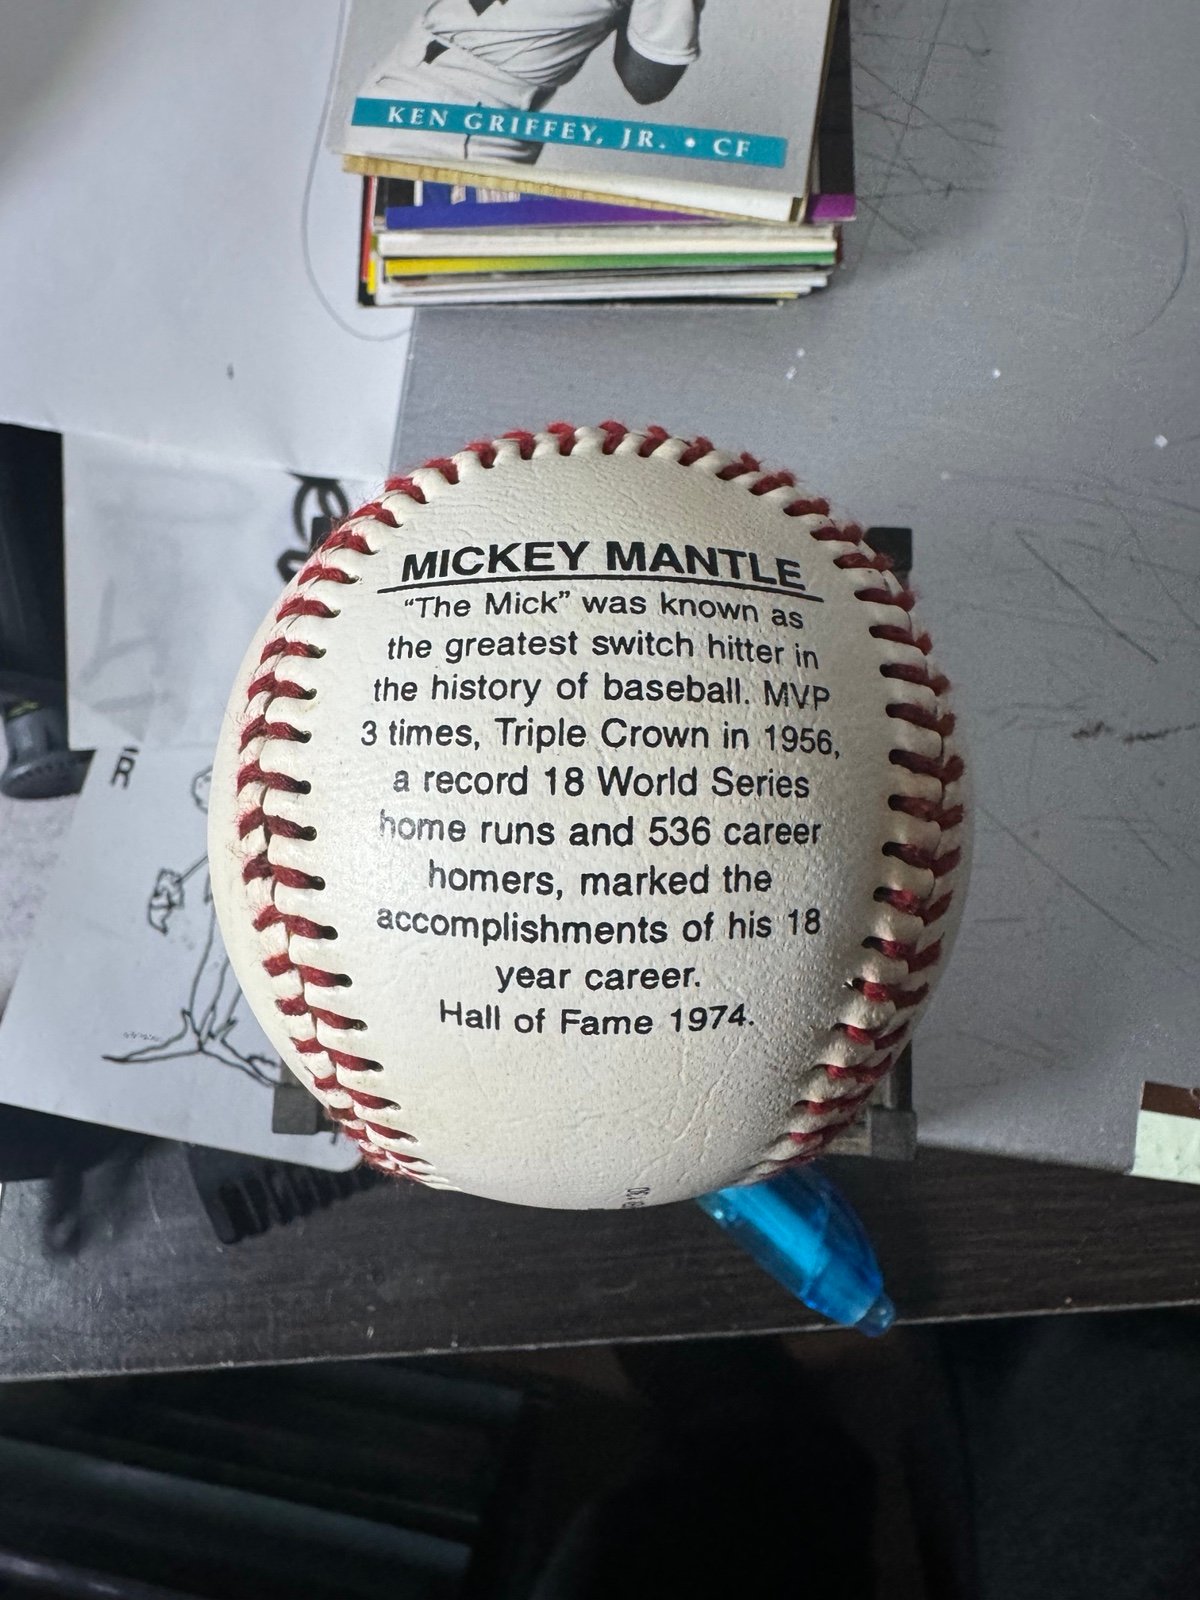 KEN GRIFFEY, JR. • CF
MICKEY MANTLE
“The Mick” was known as
the greatest switch hitter in
the history of baseball. MVP
3 times, Triple Crown in 1956,
a record 18 World Series
home runs and 536 career
homers, marked the
accomplishments of his 18
year career.
Hall of Fame 1974.
R